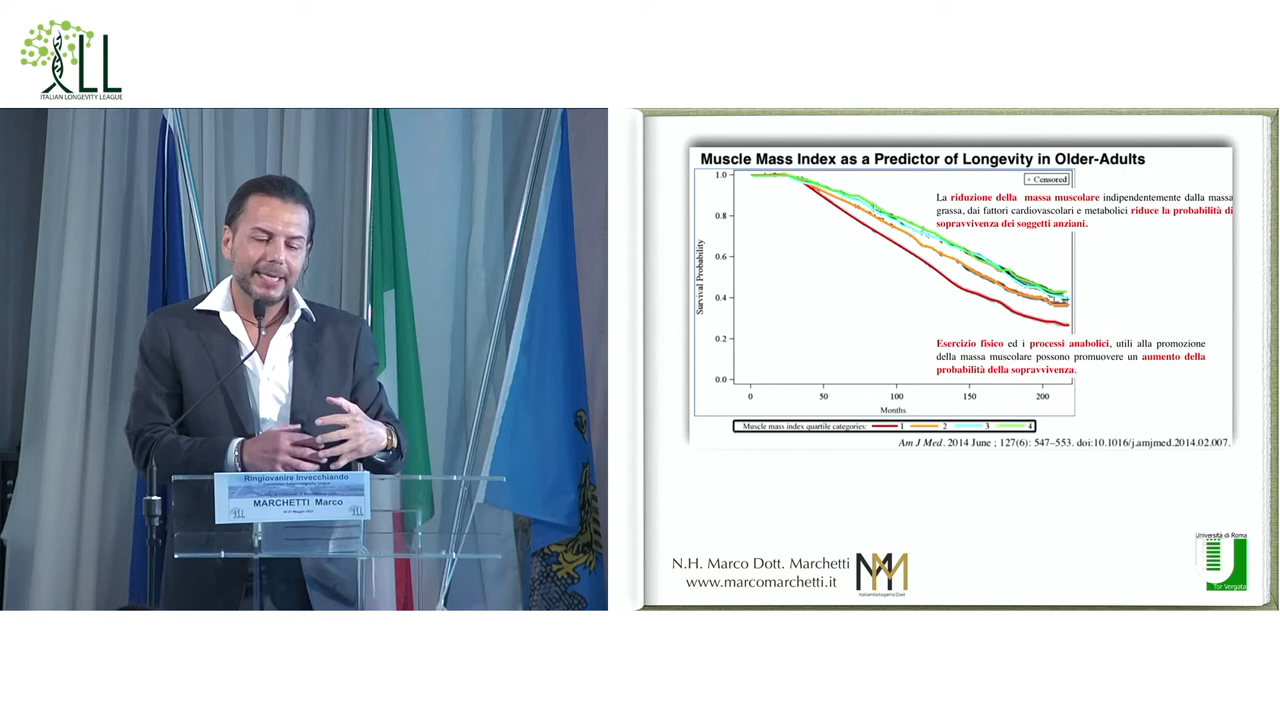 LL
ITALIAN LONGEVITY LEAGUE
Ringiovanire Invecchiando
MARCHETTI Marco
Muscle Mass Index as a Predictor of Longevity in Older-Adults
+ Censored
La riduzione della massa muscolare indipendentemente dalla massa
grassa, dai fattori cardiovascolari e metabolici riduce la probabilità di
sopravvivenza dei soggetti anziani.
Esercizio fisico ed i processi anabolici, utili alla promozione
della massa muscolare possono promuovere un aumento della
probabilità della sopravvivenza.
Survival Probability
1.0
0.8
0.6
0.4
0.2
0.0
0 50 100 150 200
Months
Muscle mass index quartile categories: 1 2 3 4
Am J Med. 2014 June ; 127(6): 547–553. doi:10.1016/j.amjmed.2014.02.007.
N.H. Marco Dott. Marchetti
www.marcomarchetti.it
MM
ItalianKetogenicDiet
Università di Roma
Tor Vergata